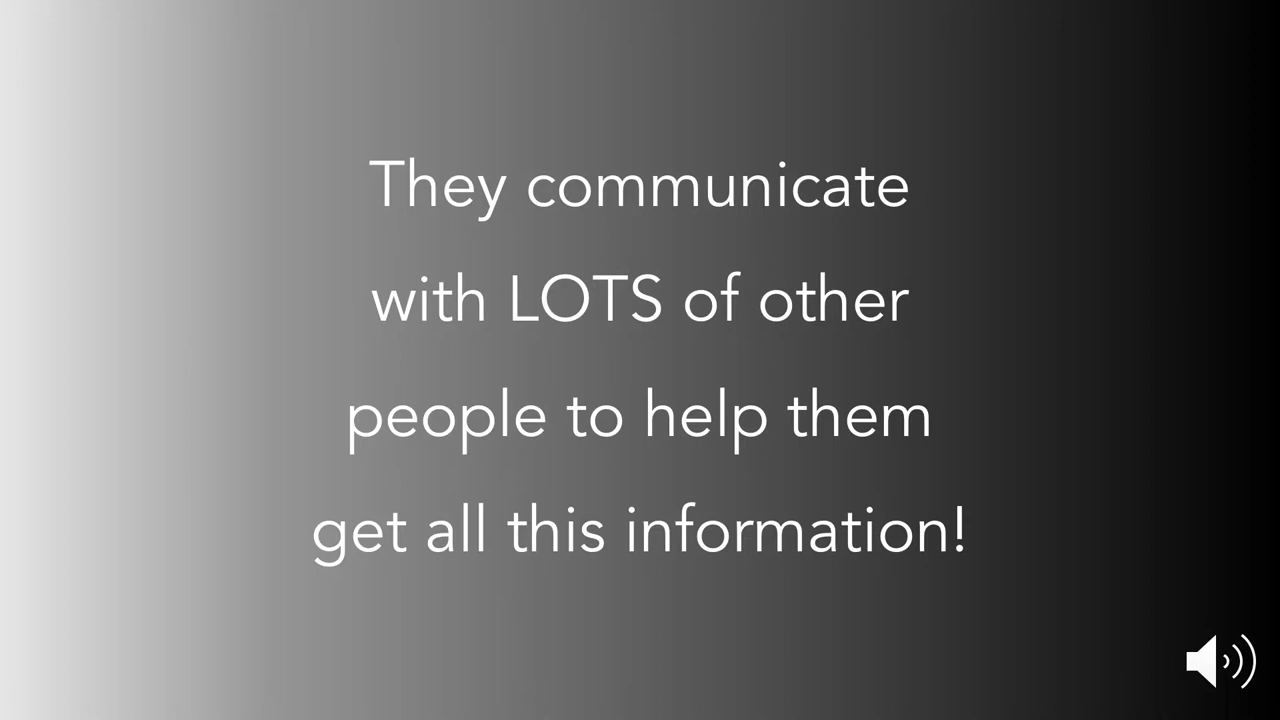 They communicate
with LOTS of other
people to help them
get all this information!